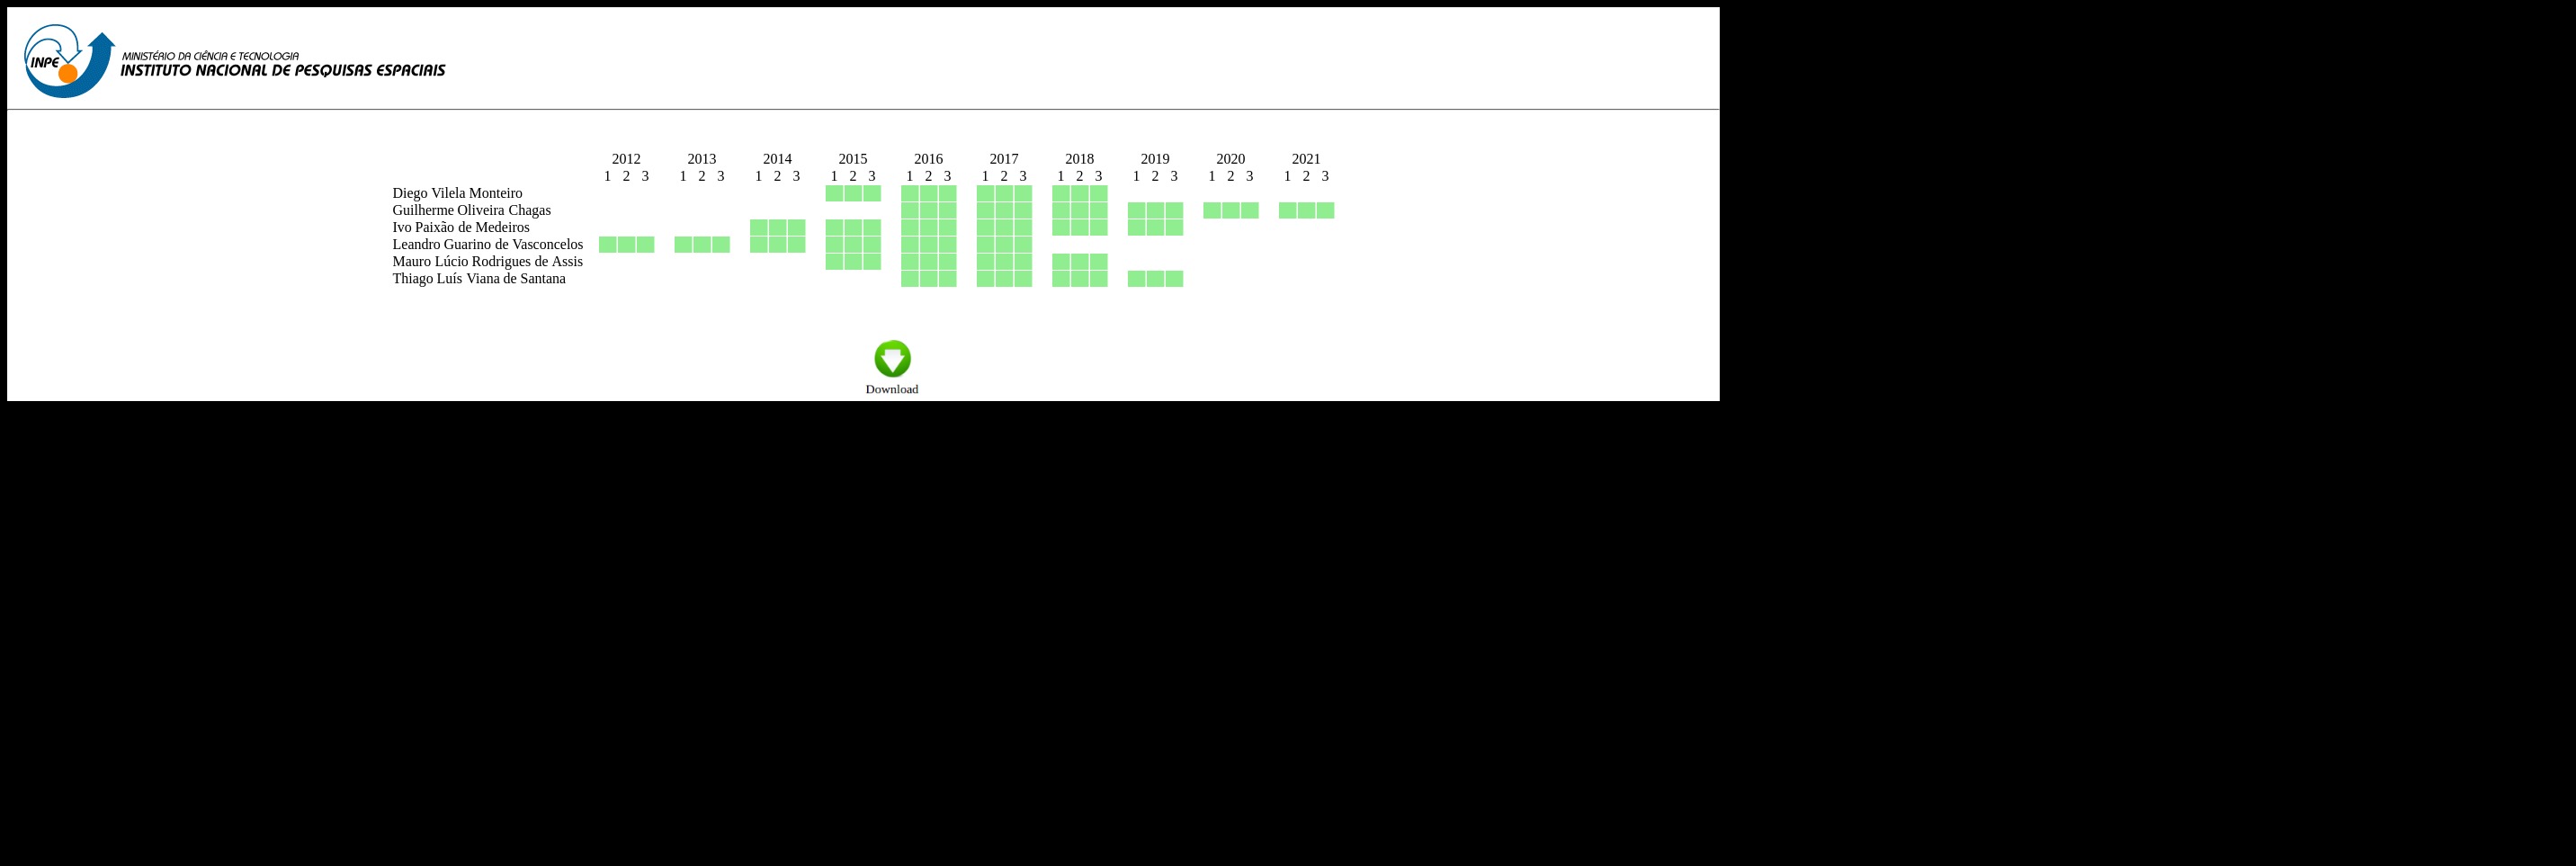 INPE
MINISTÉRIO DA CIÊNCIA E TECNOLOGIA
INSTITUTO NACIONAL DE PESQUISAS ESPACIAIS
2012 2013 2014 2015 2016 2017 2018 2019 2020 2021
1 2 3 1 2 3 1 2 3 1 2 3 1 2 3 1 2 3 1 2 3 1 2 3 1 2 3 1 2 3
Diego Vilela Monteiro
Guilherme Oliveira Chagas
Ivo Paixão de Medeiros
Leandro Guarino de Vasconcelos
Mauro Lúcio Rodrigues de Assis
Thiago Luís Viana de Santana
Download